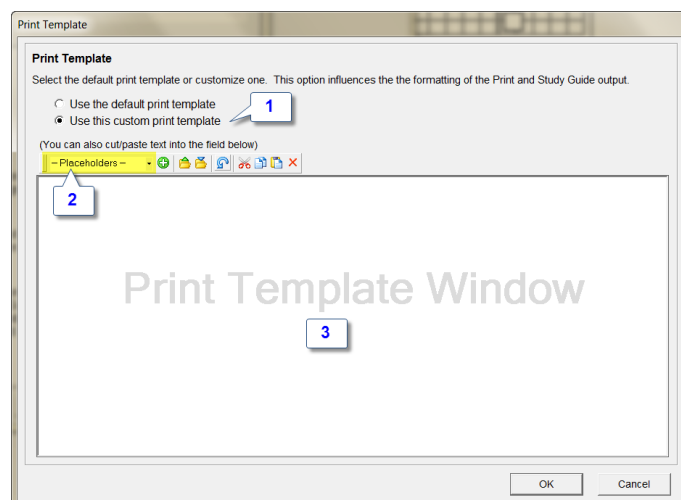 Print Template
Print Template
Select the default print template or customize one. This option influences the the formatting of the Print and Study Guide output.
Use the default print template
1
Use this custom print template
(You can also cut/paste text into the field below)
-- Placeholders --
2
Print Template Window
3
OK Cancel